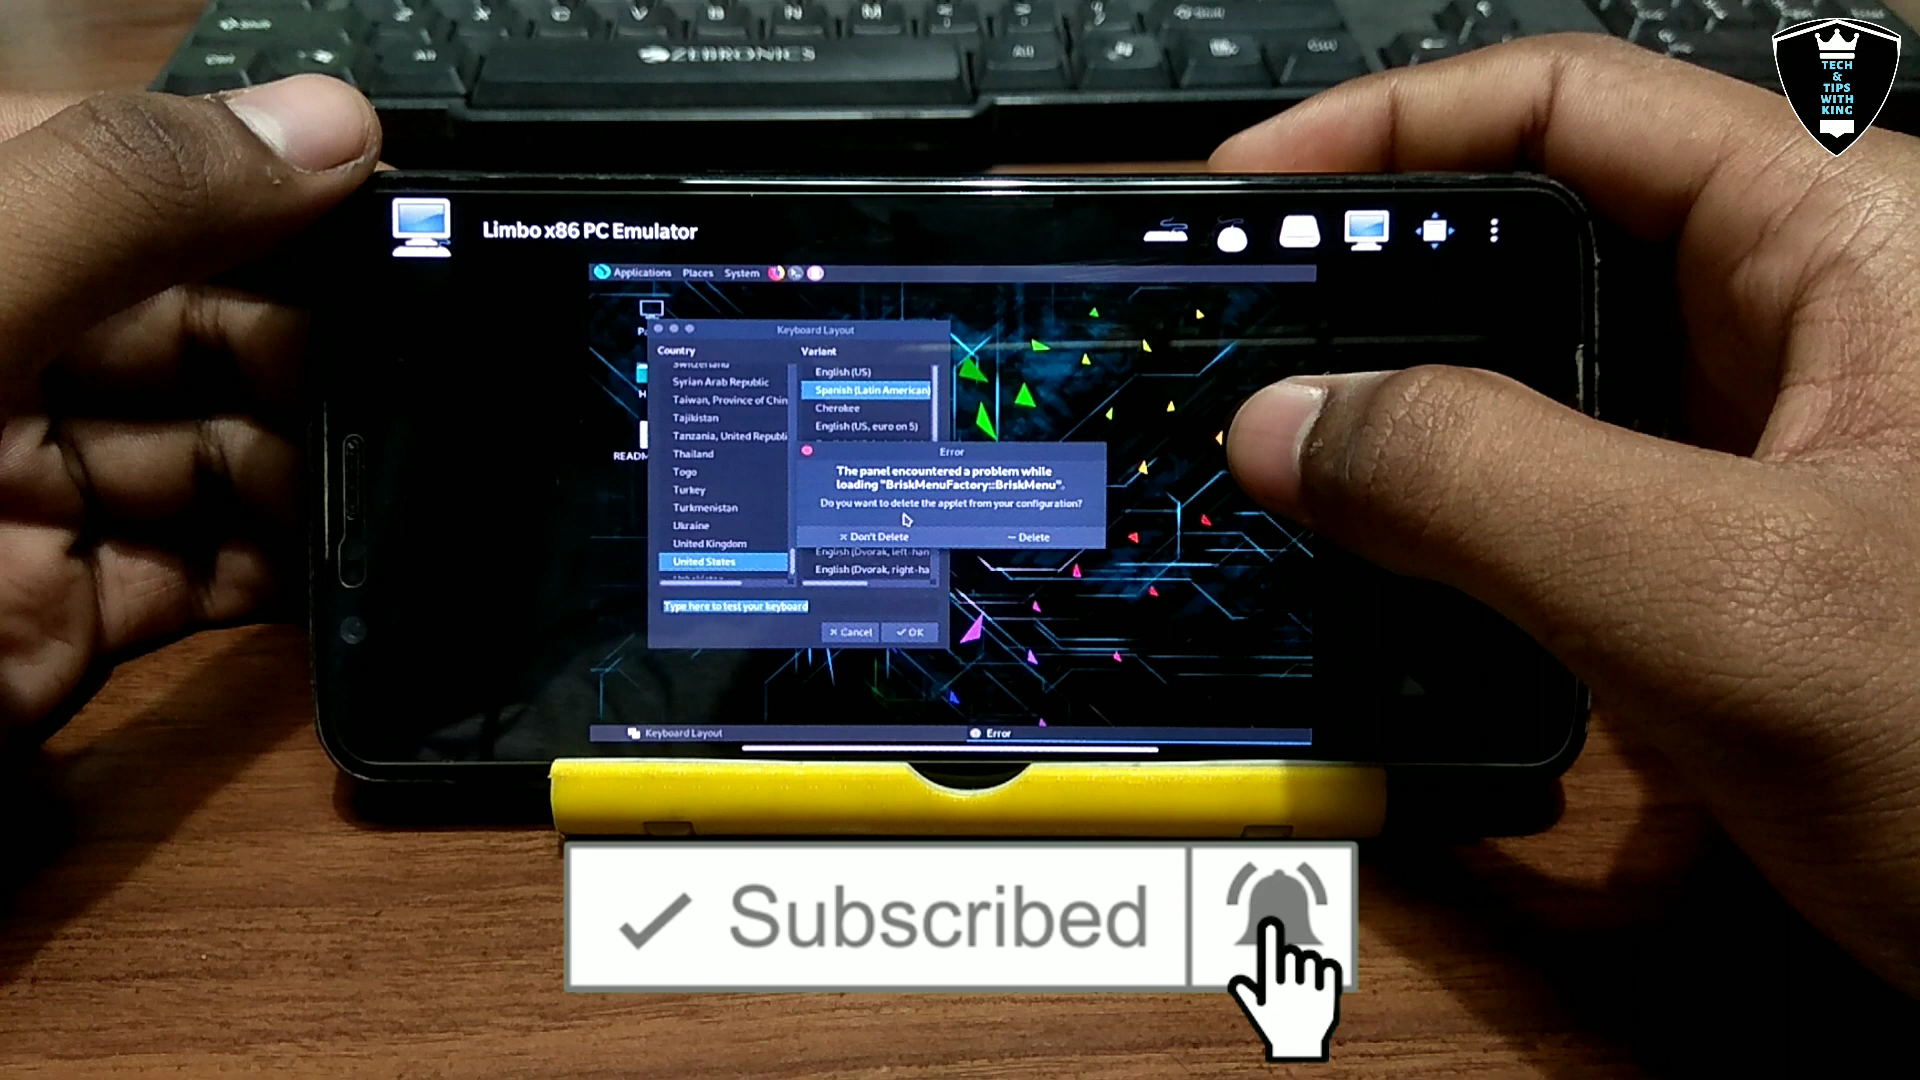 ZEBRONICS
TECH
&
TIPS
WITH
KING
Limbo x86 PC Emulator
Applications Places System
Keyboard Layout
Country Variant
Switzerland
English (US)
Syrian Arab Republic
Spanish (Latin American)
Taiwan, Province of Chin
Cherokee
Tajikistan
English (US, euro on 5)
Tanzania, United Republi
Thailand
Togo
Turkey
Turkmenistan
Ukraine
United Kingdom
United States
READM
Error
The panel encountered a problem while
loading "BriskMenuFactory::BriskMenu".
Do you want to delete the applet from your configuration?
Don't Delete Delete
English (Dvorak, left-han
English (Dvorak, right-ha
Type here to test your keyboard
Cancel OK
Keyboard Layout Error
Subscribed